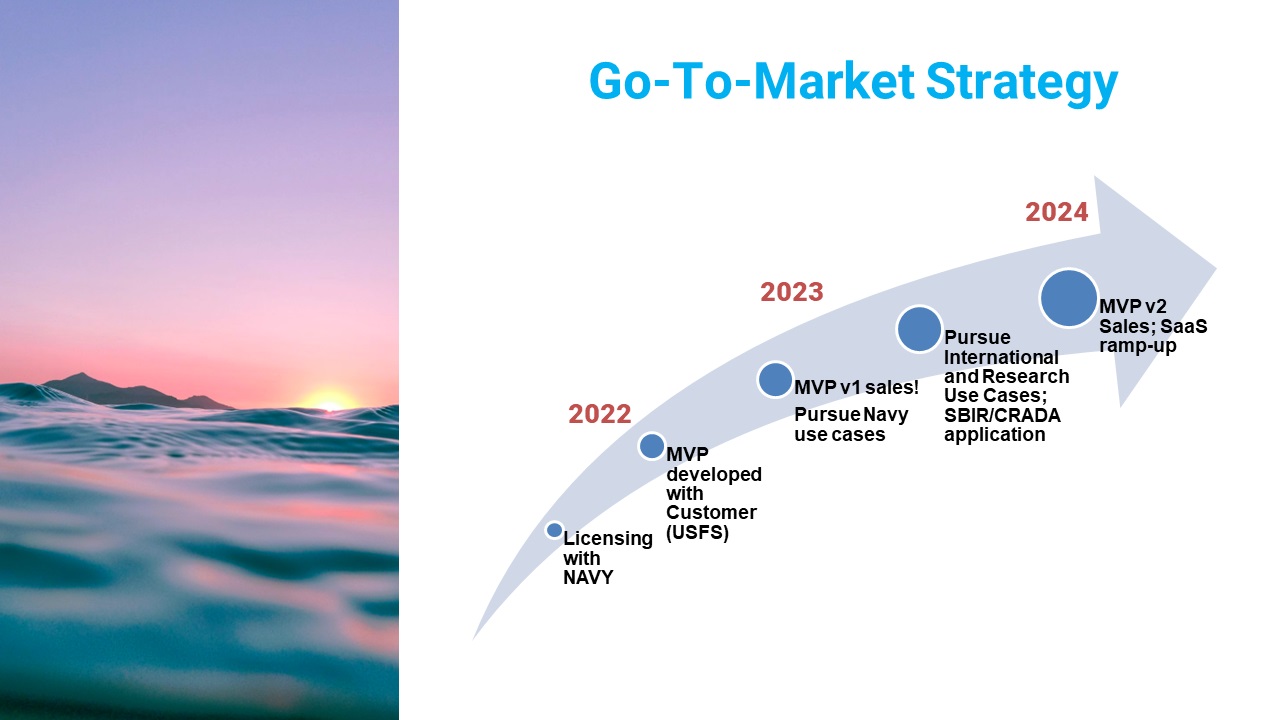 Go-To-Market Strategy
2024
2023
2022
Licensing
with
NAVY
MVP
developed
with
Customer
(USFS)
MVP v1 sales!
Pursue Navy
use cases
Pursue
International
and Research
Use Cases;
SBIR/CRADA
application
MVP v2
Sales; SaaS
ramp-up